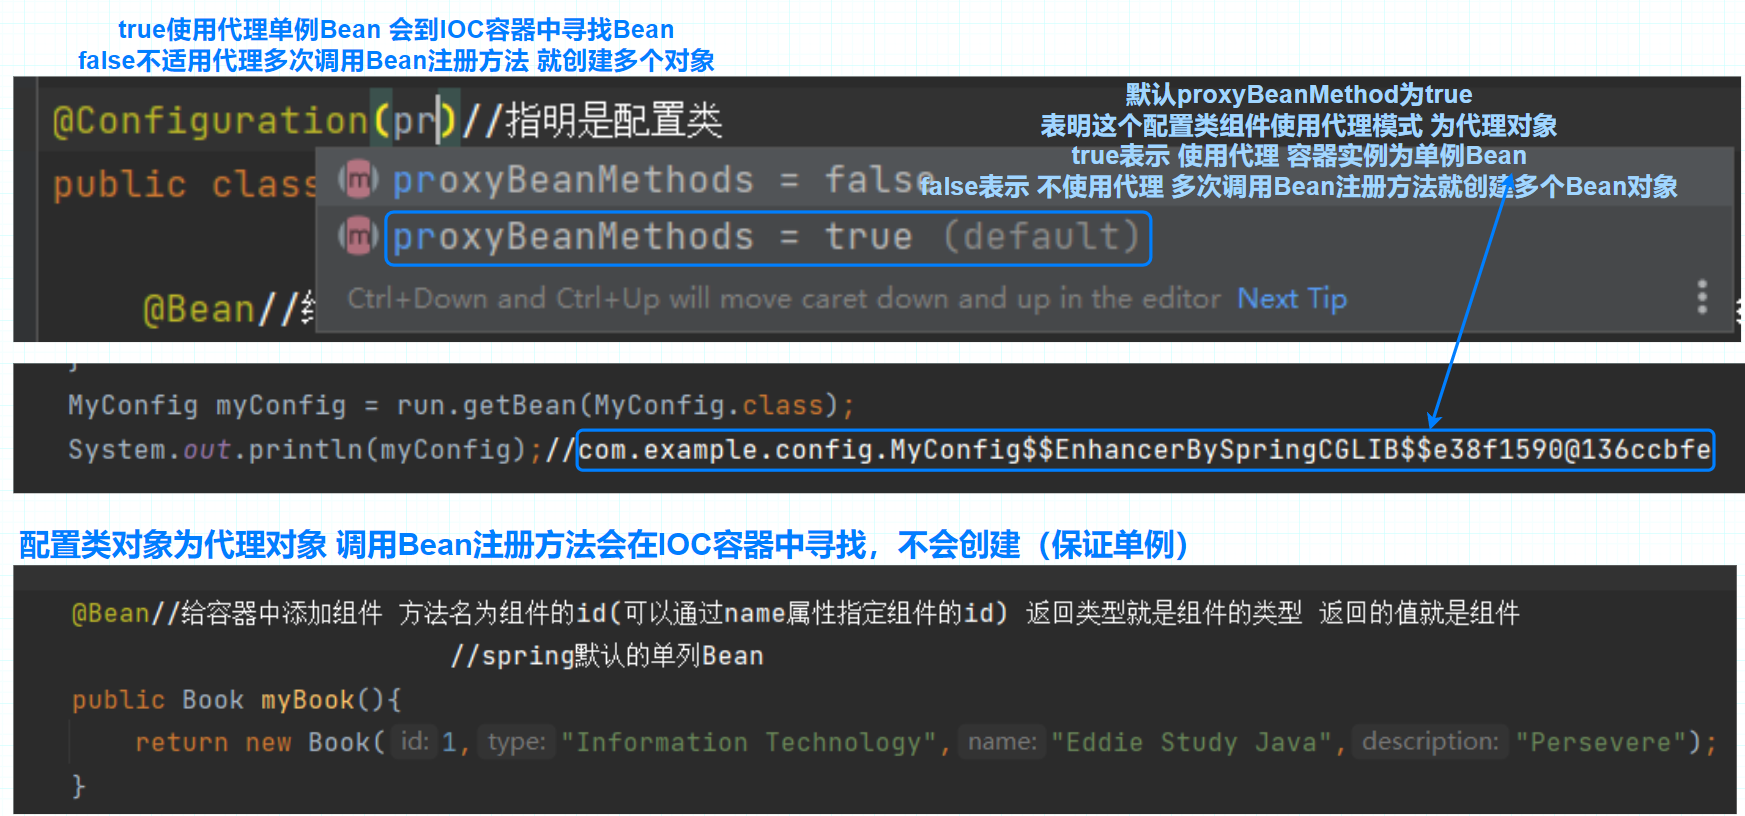 true使用代理单例Bean 会到IOC容器中寻找Bean
false不适用代理多次调用Bean注册方法 就创建多个对象
@Configuration(pr)//指明是配置类
默认proxyBeanMethod为true
表明这个配置类组件使用代理模式 为代理对象
true表示 使用代理 容器实例为单例Bean
false表示 不使用代理 多次调用Bean注册方法就创建多个Bean对象
public class
proxyBeanMethods = false
proxyBeanMethods = true (default)
Ctrl+Down and Ctrl+Up will move caret down and up in the editor Next Tip
@Bean//
}
MyConfig myConfig = run.getBean(MyConfig.class);
System.out.println(myConfig);//com.example.config.MyConfig$$EnhancerBySpringCGLIB$$e38f1590@136ccbfe
配置类对象为代理对象 调用Bean注册方法会在IOC容器中寻找，不会创建（保证单例）
@Bean//给容器中添加组件 方法名为组件的id(可以通过name属性指定组件的id) 返回类型就是组件的类型 返回的值就是组件
//spring默认的单列Bean
public Book myBook(){
return new Book( id: 1, type: "Information Technology", name: "Eddie Study Java", description: "Persevere");
}